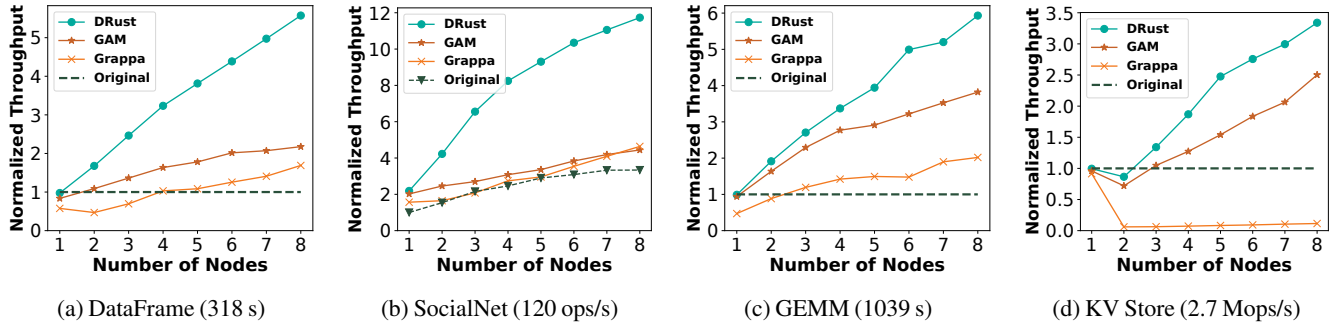 Normalized Throughput
5
4
3
2
1
0
DRust
GAM
Grappa
Original
1 2 3 4 5 6 7 8
Number of Nodes
(a) DataFrame (318 s)
Normalized Throughput
12
10
8
6
4
2
0
DRust
GAM
Grappa
Original
1 2 3 4 5 6 7 8
Number of Nodes
(b) SocialNet (120 ops/s)
Normalized Throughput
6
5
4
3
2
1
0
DRust
GAM
Grappa
Original
1 2 3 4 5 6 7 8
Number of Nodes
(c) GEMM (1039 s)
Normalized Throughput
3.5
3.0
2.5
2.0
1.5
1.0
0.5
0.0
DRust
GAM
Grappa
Original
1 2 3 4 5 6 7 8
Number of Nodes
(d) KV Store (2.7 Mops/s)